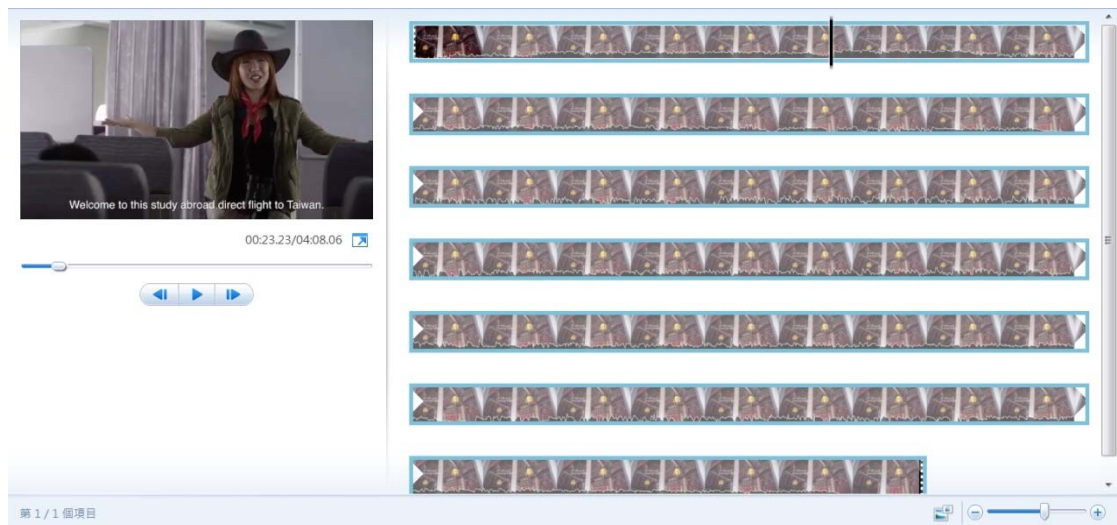 Welcome to this study abroad direct flight to Taiwan.
00:23.23/04:08.06
第 1 / 1 個項目